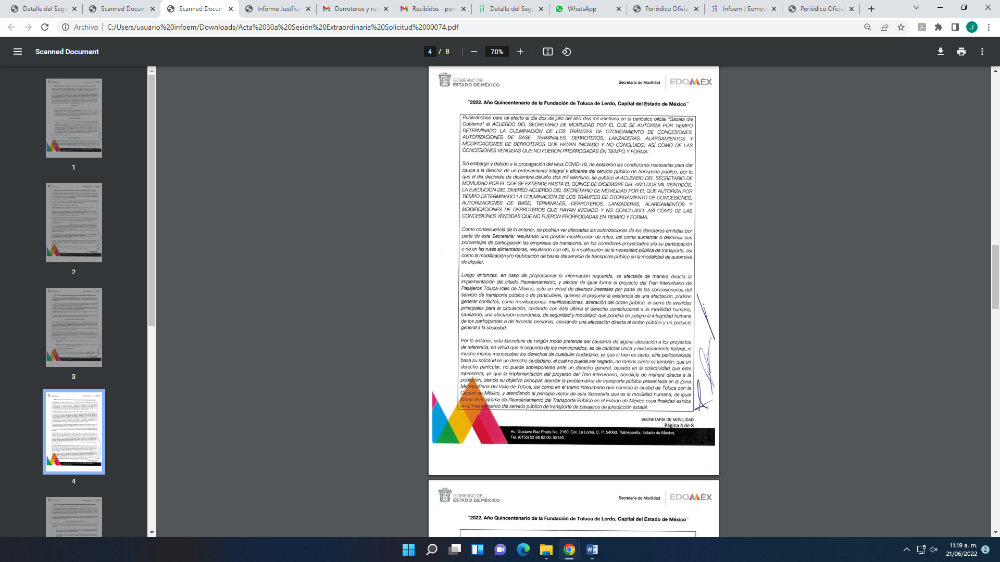 Detalle del Segu
Scanned Docum
Scanned Docum
Informe Justfica
Derroteros y rut
Recibidos - pon
Detalle del Segu
WhatsApp
Periódico Oficial
Infoem | Somos
Periódico Oficial
Archivo
C:/Users/usuario%20infoem/Downloads/Acta%2030a%20Sesión%20Extraordinaria%20Solicitud%2000074.pdf
J
Scanned Document
4 / 8
70%
1
2
3
4
GOBIERNO DEL
ESTADO DE MÉXICO
Secretaría de Movilidad
EDOMÉX
"2022. Año Quincentenario de la Fundación de Toluca de Lerdo, Capital del Estado de México"
Publicándose para tal efecto el día dos de julio del año dos mil veintiuno en el periódico oficial "Gaceta del
Gobierno" el ACUERDO DEL SECRETARIO DE MOVILIDAD POR EL QUE SE AUTORIZA POR TIEMPO
DETERMINADO LA CULMINACIÓN DE LOS TRÁMITES DE OTORGAMIENTO DE CONCESIONES,
AUTORIZACIONES DE BASE, TERMINALES, DERROTEROS, LANZADERAS, ALARGAMIENTOS Y
MODIFICACIONES DE DERROTEROS QUE HAYAN INICIADO Y NO CONCLUIDO; ASÍ COMO DE LAS
CONCESIONES VENCIDAS QUE NO FUERON PRORROGADAS EN TIEMPO Y FORMA.
Sin embargo y debido a la propagación del virus COVID-19, no existieron las condiciones necesarias para dar
cauce a la directriz de un ordenamiento integral y eficiente del servicio público de transporte público, por lo
que el día diecisiete de diciembre del año dos mil veintiuno, se publicó el ACUERDO DEL SECRETARIO DE
MOVILIDAD POR EL QUE SE EXTIENDE HASTA EL QUINCE DE DICIEMBRE DEL AÑO DOS MIL VEINTIDÓS,
LA EJECUCIÓN DEL DIVERSO ACUERDO DEL SECRETARIO DE MOVILIDAD POR EL QUE AUTORIZA POR
TIEMPO DETERMINADO LA CULMINACIÓN DE LOS TRÁMITES DE OTORGAMIENTO DE CONCESIONES,
AUTORIZACIONES DE BASE, TERMINALES, DERROTEROS, LANZADERAS, ALARGAMIENTOS Y
MODIFICACIONES DE DERROTEROS QUE HAYAN INICIADO Y NO CONCLUIDO; ASÍ COMO DE LAS
CONCESIONES VENCIDAS QUE NO FUERON PRORROGADAS EN TIEMPO Y FORMA.
Como consecuencia de lo anterior, se podrían ver afectadas las autorizaciones de los derroteros emitidas por
parte de esta Secretaría; resultando una posible modificación de rutas, así como aumentar o disminuir sus
porcentajes de participación las empresas de transporte. en los corredores proyectados y/o su participación
o no en las rutas alimentadoras, resultando con ello, la modificación de la necesidad pública de transporte; así
como la modificación y/o reubicación de bases del servicio de transporte público en la modalidad de automóvil
de alquiler.
Luego entonces, en caso de proporcionar la información requerida, se afectaría de manera directa la
implementación del citado Reordenamiento, y afectar de igual forma el proyecto del Tren Interurbano de
Pasajeros Toluca-Valle de México, esto en virtud de diversos intereses por parte de los concesionarios del
servicio de transporte público o de particulares, quienes al presumir la existencia de una afectación, podrían
generar conflictos, como movilizaciones, manifestaciones, alteración del orden público, el cierre de avenidas
principales para la circulación, cortando con ésta última el derecho constitucional a la movilidad humana,
causando, una afectación económica, de seguridad y movilidad; que pondría en peligro la integridad humana
de los participantes o de terceras personas, causando una afectación directa al orden público y un perjuicio
general a la sociedad.
Por lo anterior, esta Secretaría de ningún modo pretende ser causante de alguna afectación a los proyectos
de referencia; en virtud que el segundo de los mencionados, es de carácter única y exclusivamente federal, ni
mucho menos menoscabar los derechos de cualquier ciudadano, ya que si bien es cierto, el/la peticionario(a)
basa su solicitud en un derecho ciudadano, el cual no puede ser negado, no menos cierto es también, que un
derecho particular, no puede sobreponerse ante un derecho general, basado en la colectividad que éste
representa, ya que la implementación del proyecto del Tren Interurbano, beneficia de manera directa a la
población, siendo su objetivo principal, atender la problemática de transporte público presentada en la Zona
Metropolitana del Valle de Toluca, así como en el tramo interurbano que conecta la ciudad de Toluca con la
Ciudad de México, y atendiendo al principio rector de esta Secretaría que es la movilidad humana, de igual
forma el Programa de Reordenamiento del Transporte Público en el Estado de México cuya finalidad estriba
en el mejoramiento del servicio público de transporte de pasajeros de jurisdicción estatal.
SECRETARÍA DE MOVILIDAD
Página 4 de 8
Av. Gustavo Baz Prada No. 2160, Col. La Loma, C. P. 54060, Tlalnepantla, Estado de México.
Tel. (0155) 53 66 82 00, 55150
GOBIERNO DEL
ESTADO DE MÉXICO
Secretaría de Movilidad
EDOMÉX
"2022. Año Quincentenario de la Fundación de Toluca de Lerdo, Capital del Estado de México"
11:19 a. m.
21/06/2022
2